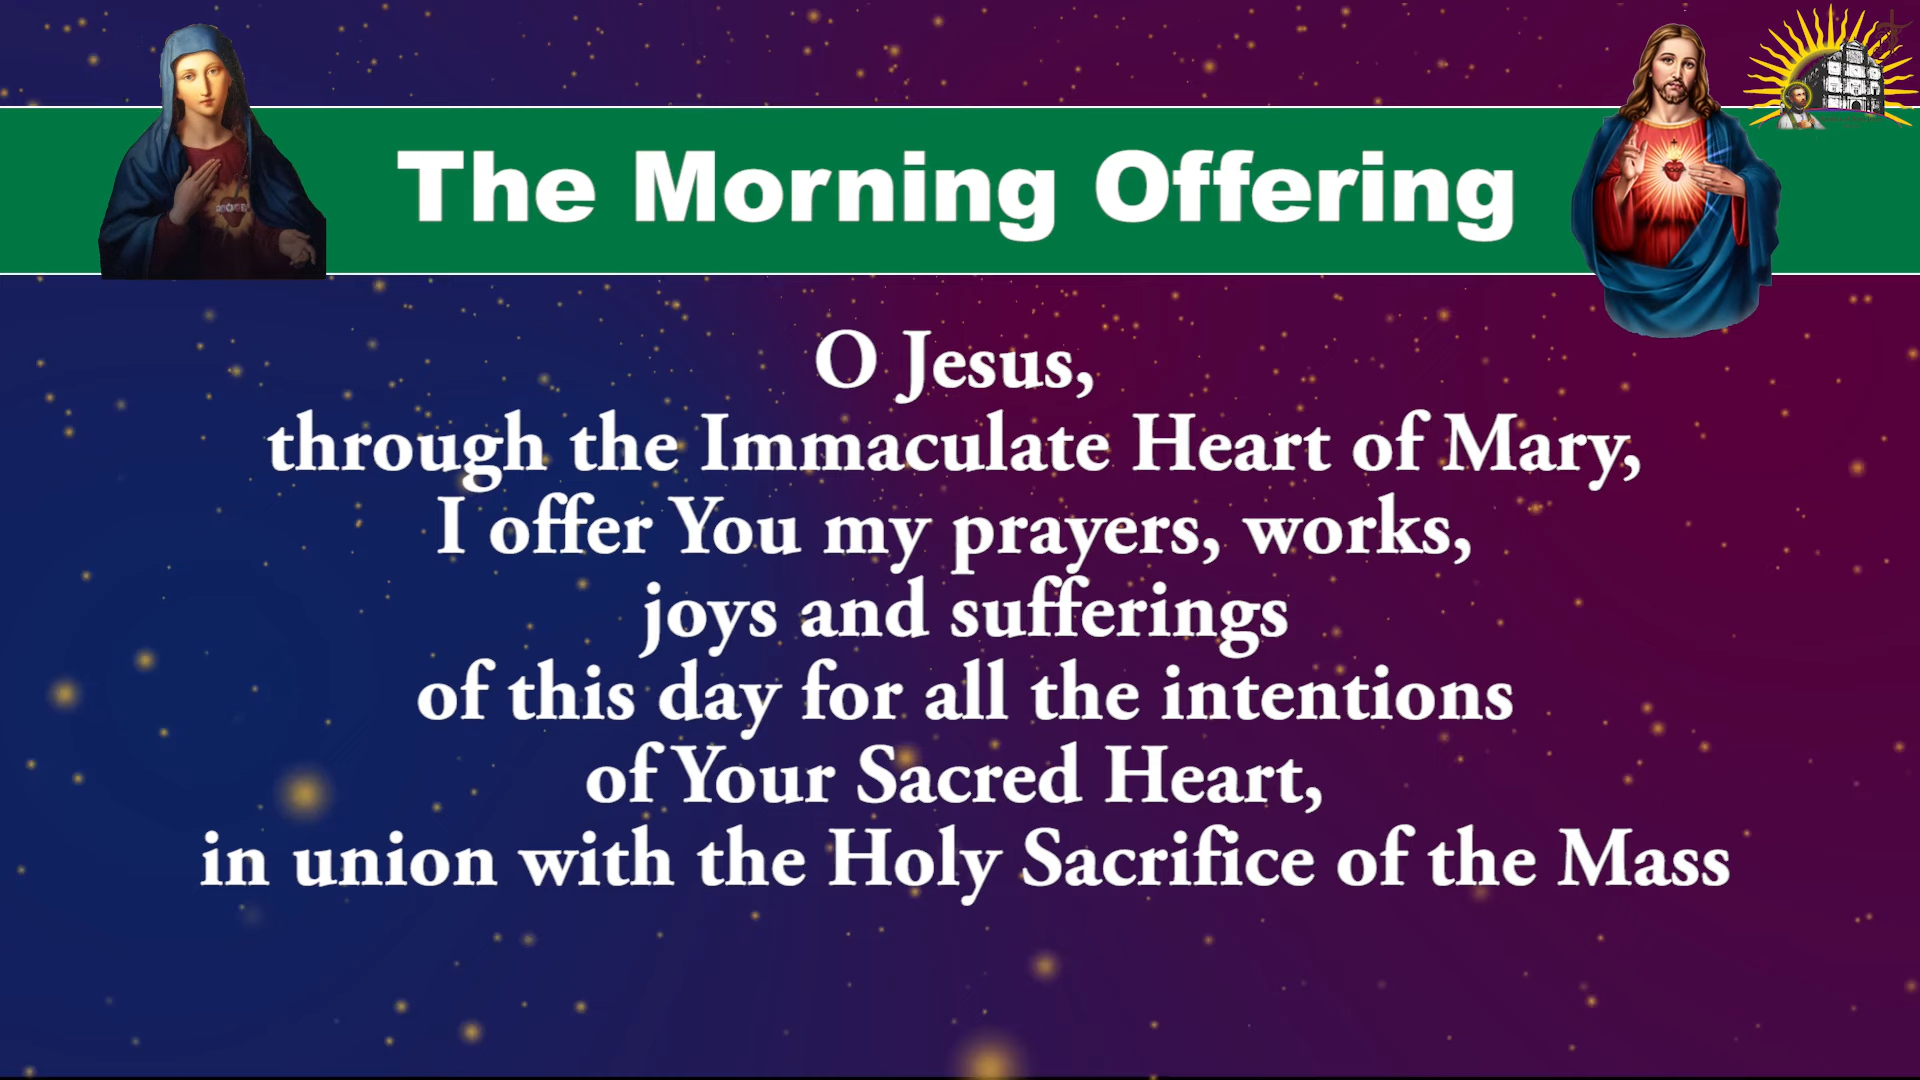 The Morning Offering
O Jesus,
through the Immaculate Heart of Mary,
I offer You my prayers, works,
joys and sufferings
of this day for all the intentions
of Your Sacred Heart,
in union with the Holy Sacrifice of the Mass